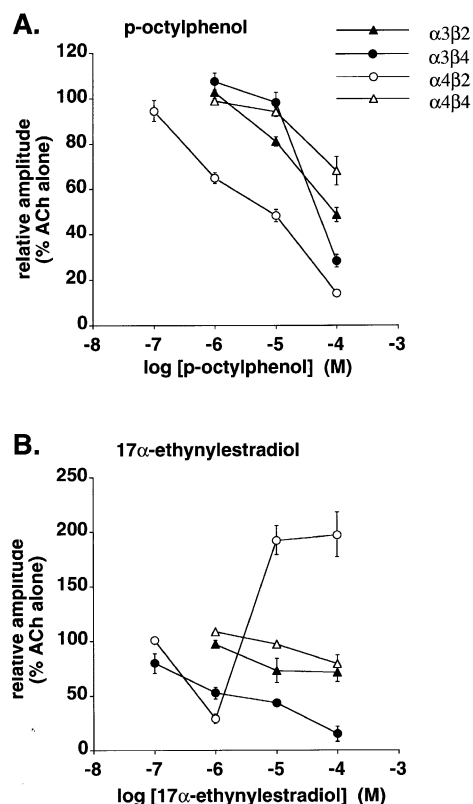 A.
p-octylphenol
α3β2
α3β4
α4β2
α4β4
relative amplitude
(% ACh alone)
120
100
80
60
40
20
0
-8 -7 -6 -5 -4 -3
log [p-octylphenol] (M)
B.
17α-ethynylestradiol
relative amplitude
(% ACh alone)
250
200
150
100
50
0
-8 -7 -6 -5 -4 -3
log [17α-ethynylestradiol] (M)